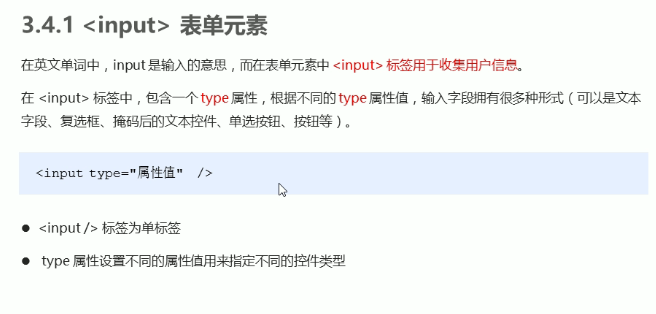 3.4.1 <input> 表单元素
在英文单词中，input 是输入的意思，而在表单元素中 <input> 标签用于收集用户信息。
在 <input> 标签中，包含一个 type 属性，根据不同的 type 属性值，输入字段拥有很多种形式（可以是文本
字段、复选框、掩码后的文本控件、单选按钮、按钮等）。
<input type="属性值" />
● <input /> 标签为单标签
● type 属性设置不同的属性值用来指定不同的控件类型